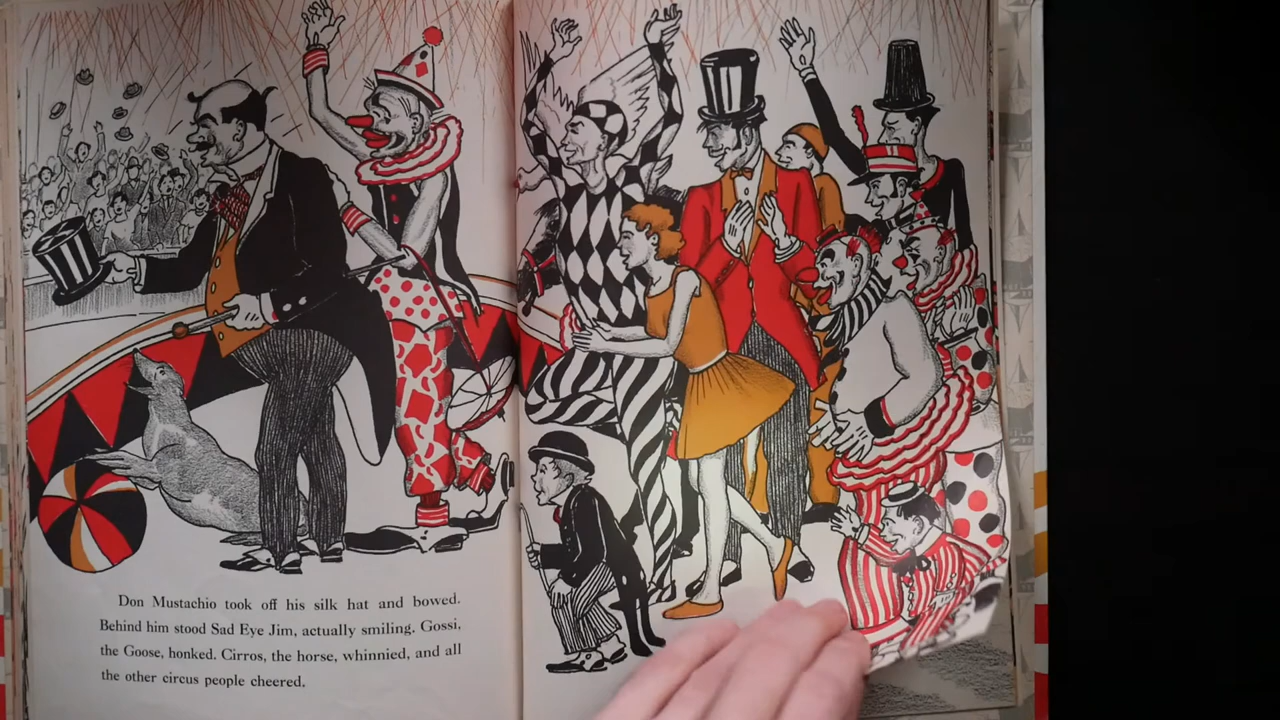 Don Mustachio took off his silk hat and bowed.
Behind him stood Sad Eye Jim, actually smiling. Gossi,
the Goose, honked. Cirros, the horse, whinnied, and all
the other circus people cheered.